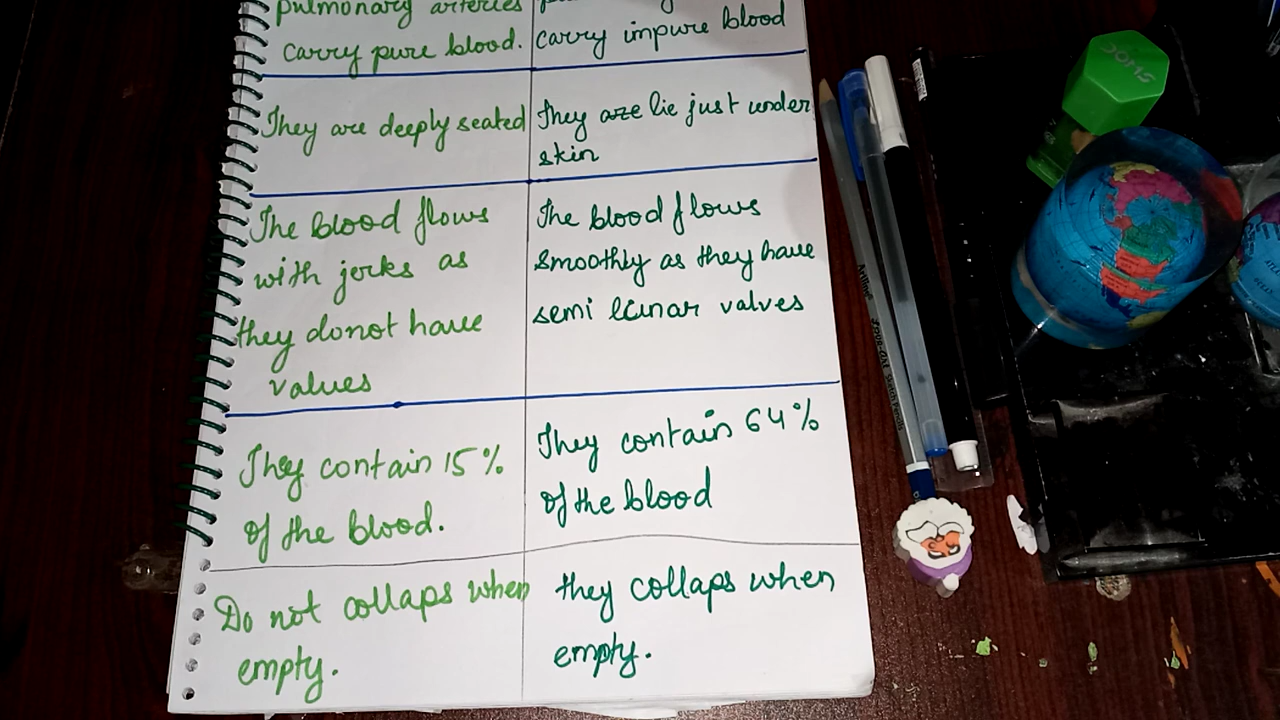 pulmonary arteries
carry pure blood.
carry impure blood
They are deeply seated
They are lie just under
skin
The blood flows
with jerks as
they donot have
values
The blood flows
smoothly as they have
semi lunar valves
They contain 15%
of the blood.
They contain 64%
of the blood
Do not collaps when
empty.
they collaps when
empty.